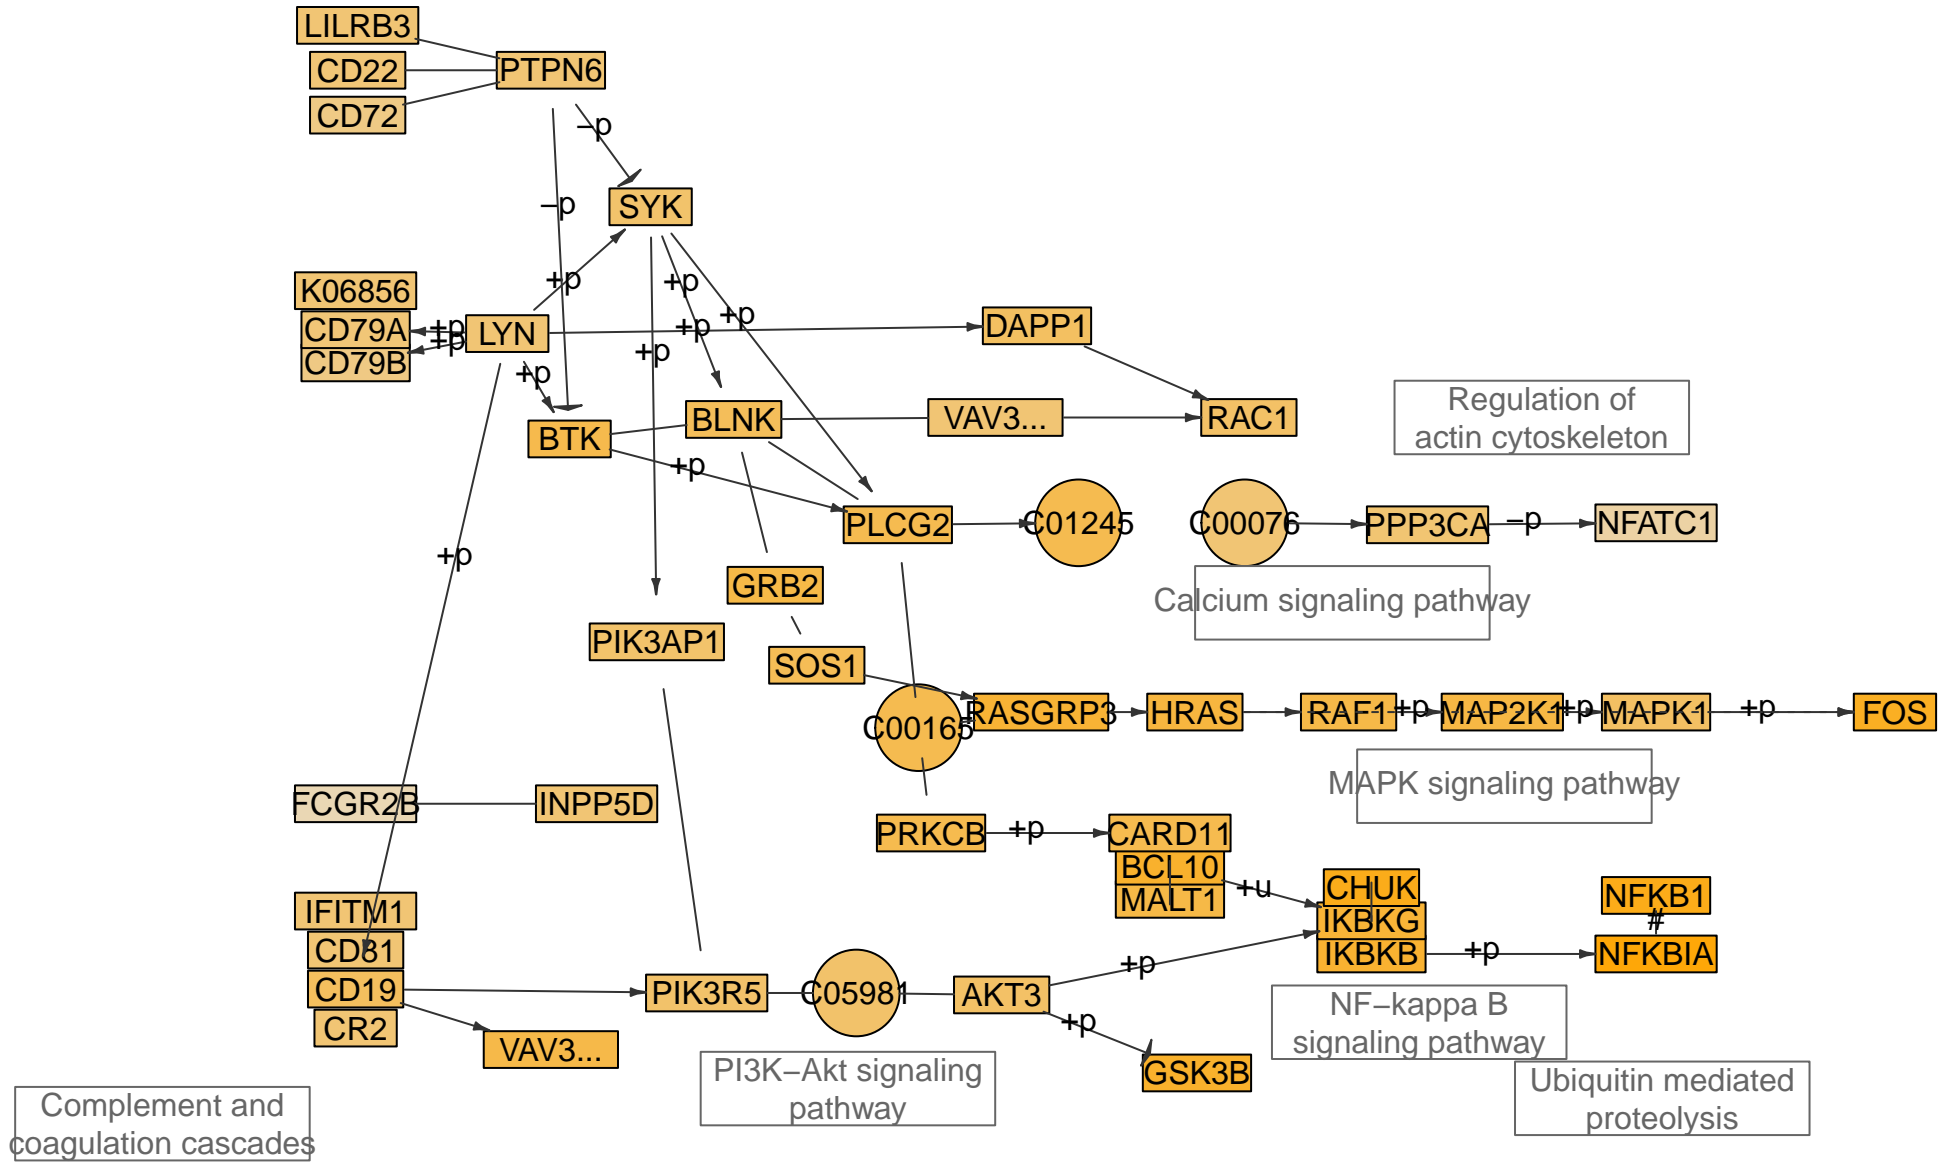 LILRB3
CD22
PTPN6
CD72
–p
SYK
–p
+p
+p
K06856
CD79A
+p
LYN
+p
+p
DAPP1
CD79B
+p
+p
+p
BTK
BLNK
VAV3...
RAC1
Regulation of
actin cytoskeleton
+p
PLCG2
C01245
C00076
PPP3CA
–p
NFATC1
+p
GRB2
Calcium signaling pathway
PIK3AP1
SOS1
C00165
RASGRP3
HRAS
RAF1
+p
MAP2K1
+p
MAPK1
+p
FOS
MAPK signaling pathway
FCGR2B
INPP5D
PRKCB
+p
CARD11
BCL10
MALT1
+u
CHUK
IKBKG
IKBKB
NFKB1
#
+p
NFKBIA
IFITM1
CD81
CD19
CR2
PIK3R5
C05981
AKT3
+p
+p
NF–kappa B
signaling pathway
VAV3...
GSK3B
PI3K–Akt signaling
pathway
Ubiquitin mediated
proteolysis
Complement and
coagulation cascades